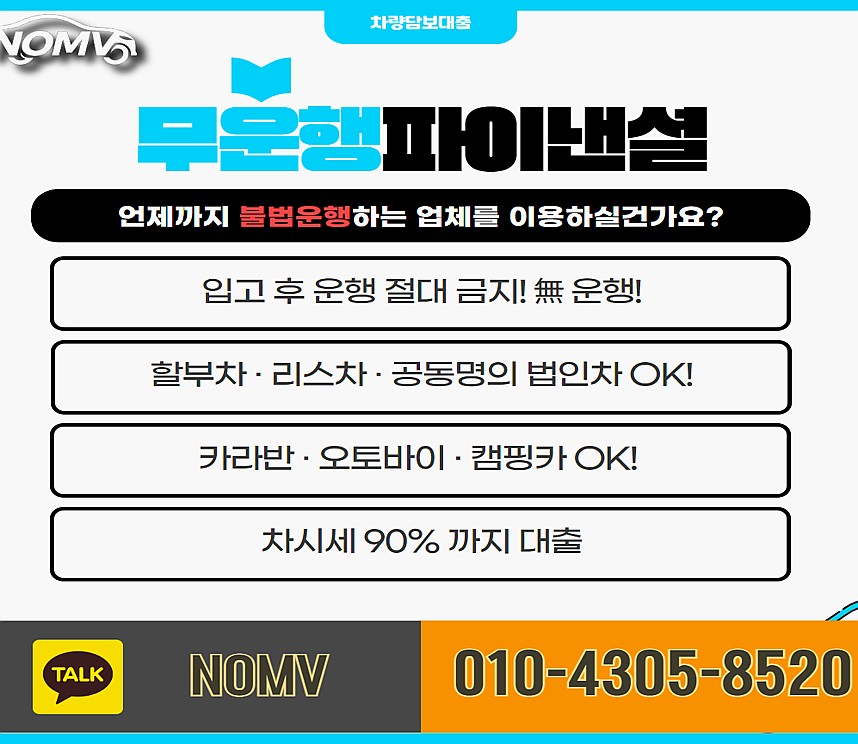 차량담보대출
NOMV
무운행파이낸셜
언제까지 불법운행하는 업체를 이용하실건가요?
입고 후 운행 절대 금지! 無 운행!
할부차 · 리스차 · 공동명의 법인차 OK!
카라반 · 오토바이 · 캠핑카 OK!
차시세 90% 까지 대출
TALK
NOMV
010-4305-8520